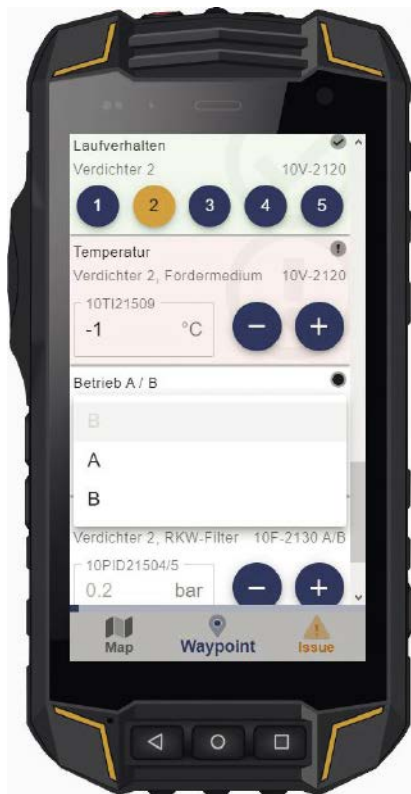 Laufverhalten
Verdichter 2 10V-2120
1 2 3 4 5
Temperatur
Verdichter 2, Fördermedium 10V-2120
10TI21509
-1 °C
Betrieb A / B
B
A
B
Verdichter 2, RKW-Filter 10F-2130 A/B
10PID21504/5
0.2 bar
Map Waypoint Issue